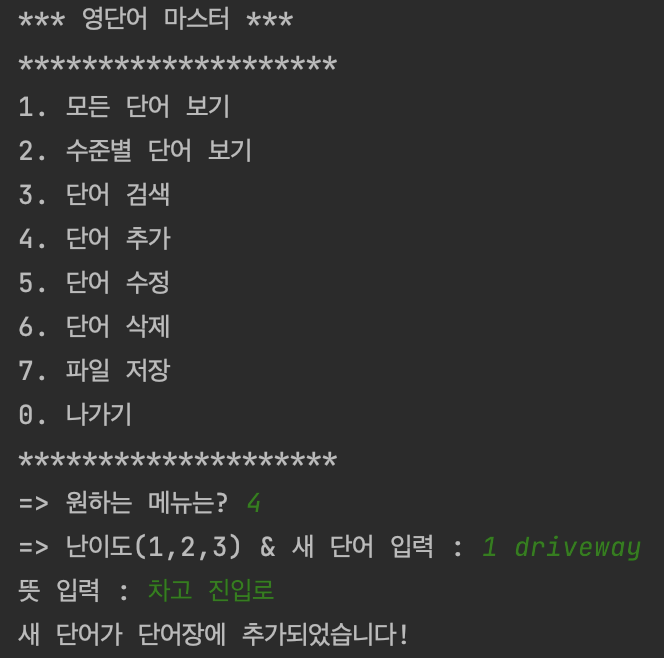 *** 영단어 마스터 ***
********************
1. 모든 단어 보기
2. 수준별 단어 보기
3. 단어 검색
4. 단어 추가
5. 단어 수정
6. 단어 삭제
7. 파일 저장
0. 나가기
********************
=> 원하는 메뉴는? 4
=> 난이도(1,2,3) & 새 단어 입력 : 1 driveway
뜻 입력 : 차고 진입로
새 단어가 단어장에 추가되었습니다!